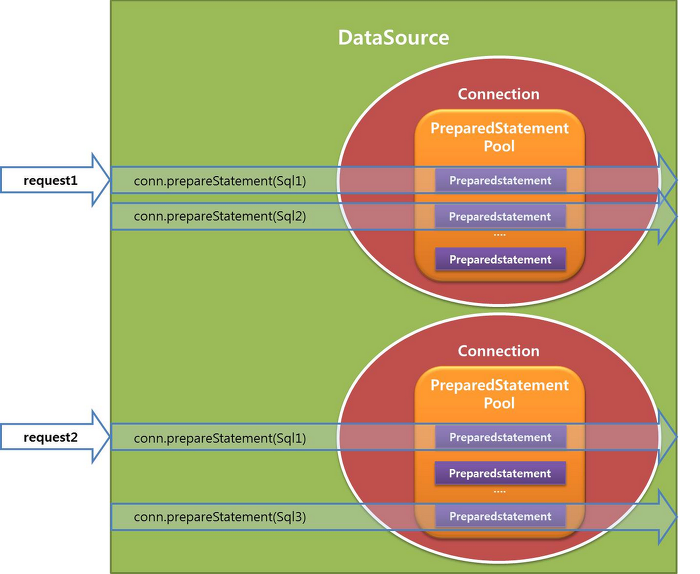 DataSource
Connection
PreparedStatement
Pool
request1
conn.prepareStatement(Sql1)
Preparedstatement
conn.prepareStatement(Sql2)
Preparedstatement
....
Preparedstatement
Connection
PreparedStatement
Pool
request2
conn.prepareStatement(Sql1)
Preparedstatement
Preparedstatement
....
conn.prepareStatement(Sql3)
Preparedstatement